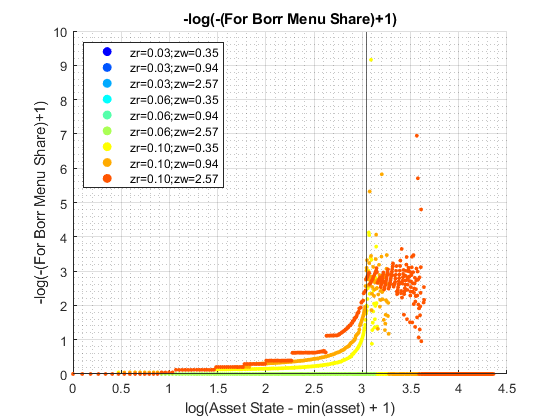 -log(-(For Borr Menu Share)+1)
-log(-(For Borr Menu Share)+1)
10
9
8
7
6
5
4
3
2
1
0
zr=0.03;zw=0.35
zr=0.03;zw=0.94
zr=0.03;zw=2.57
zr=0.06;zw=0.35
zr=0.06;zw=0.94
zr=0.06;zw=2.57
zr=0.10;zw=0.35
zr=0.10;zw=0.94
zr=0.10;zw=2.57
0 0.5 1 1.5 2 2.5 3 3.5 4 4.5
log(Asset State - min(asset) + 1)